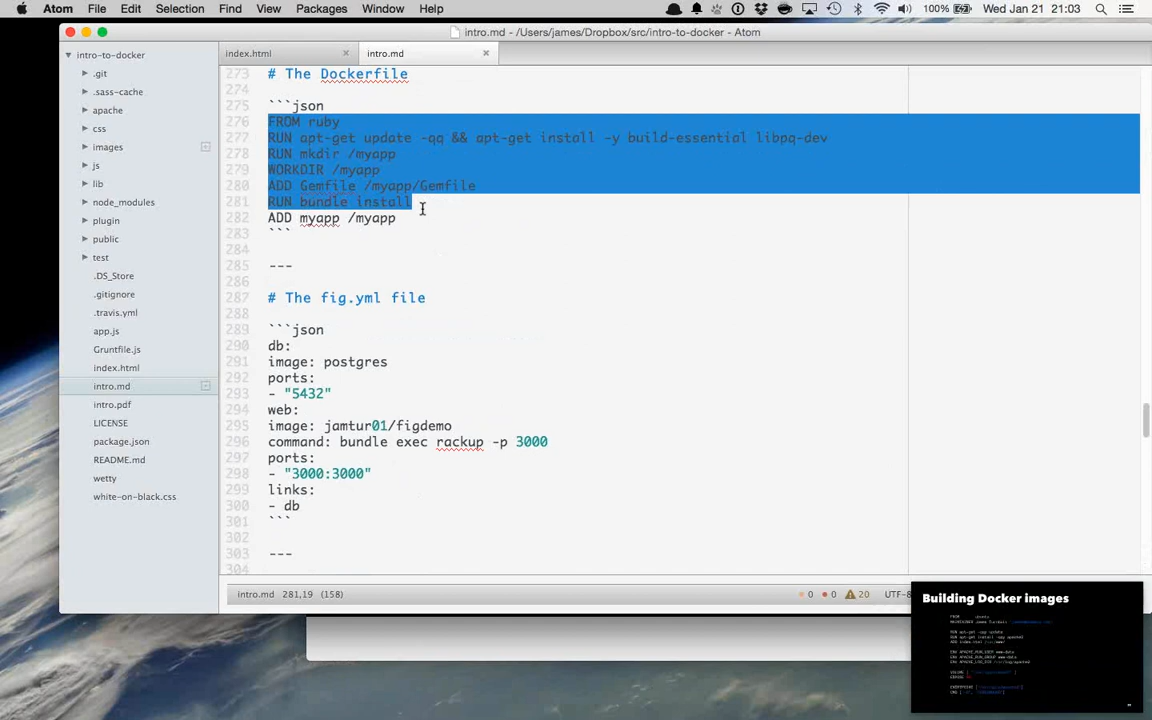 Atom File Edit Selection Find View Packages Window Help 100% Wed Jan 21 21:03
intro.md - /Users/james/Dropbox/src/intro-to-docker - Atom
intro-to-docker
.git
.sass-cache
apache
css
images
js
lib
node_modules
plugin
public
test
.DS_Store
.gitignore
.travis.yml
app.js
Gruntfile.js
index.html
intro.md
intro.pdf
LICENSE
package.json
README.md
wetty
white-on-black.css
index.html
intro.md
273 # The Dockerfile
274
275 ```json
276 FROM ruby
277 RUN apt-get update -qq && apt-get install -y build-essential libpq-dev
278 RUN mkdir /myapp
279 WORKDIR /myapp
280 ADD Gemfile /myapp/Gemfile
281 RUN bundle install
282 ADD myapp /myapp
283 ```
284
285 ---
286
287 # The fig.yml file
288
289 ```json
290 db:
291 image: postgres
292 ports:
293 - "5432"
294 web:
295 image: jamtur01/figdemo
296 command: bundle exec rackup -p 3000
297 ports:
298 - "3000:3000"
299 links:
300 - db
301 ```
302
303 ---
304
intro.md 281,19 (158) 0 0 20 UTF-8
Building Docker images